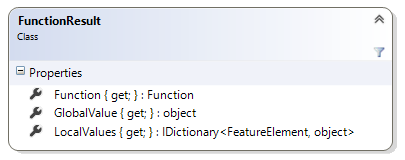 FunctionResult
Class
Properties
Function { get; } : Function
GlobalValue { get; } : object
LocalValues { get; } : IDictionary<FeatureElement, object>